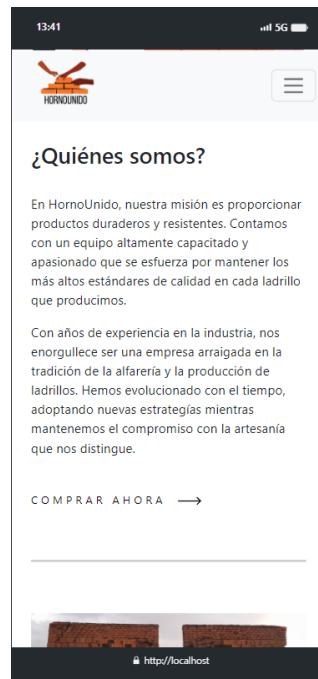 13:41
5G
HORNOUNIDO
¿Quiénes somos?
En HornoUnido, nuestra misión es proporcionar
productos duraderos y resistentes. Contamos
con un equipo altamente capacitado y
apasionado que se esfuerza por mantener los
más altos estándares de calidad en cada ladrillo
que producimos.
Con años de experiencia en la industria, nos
enorgullece ser una empresa arraigada en la
tradición de la alfarería y la producción de
ladrillos. Hemos evolucionado con el tiempo,
adoptando nuevas estrategías mientras
mantenemos el compromiso con la artesanía
que nos distingue.
COMPRAR AHORA
http://localhost